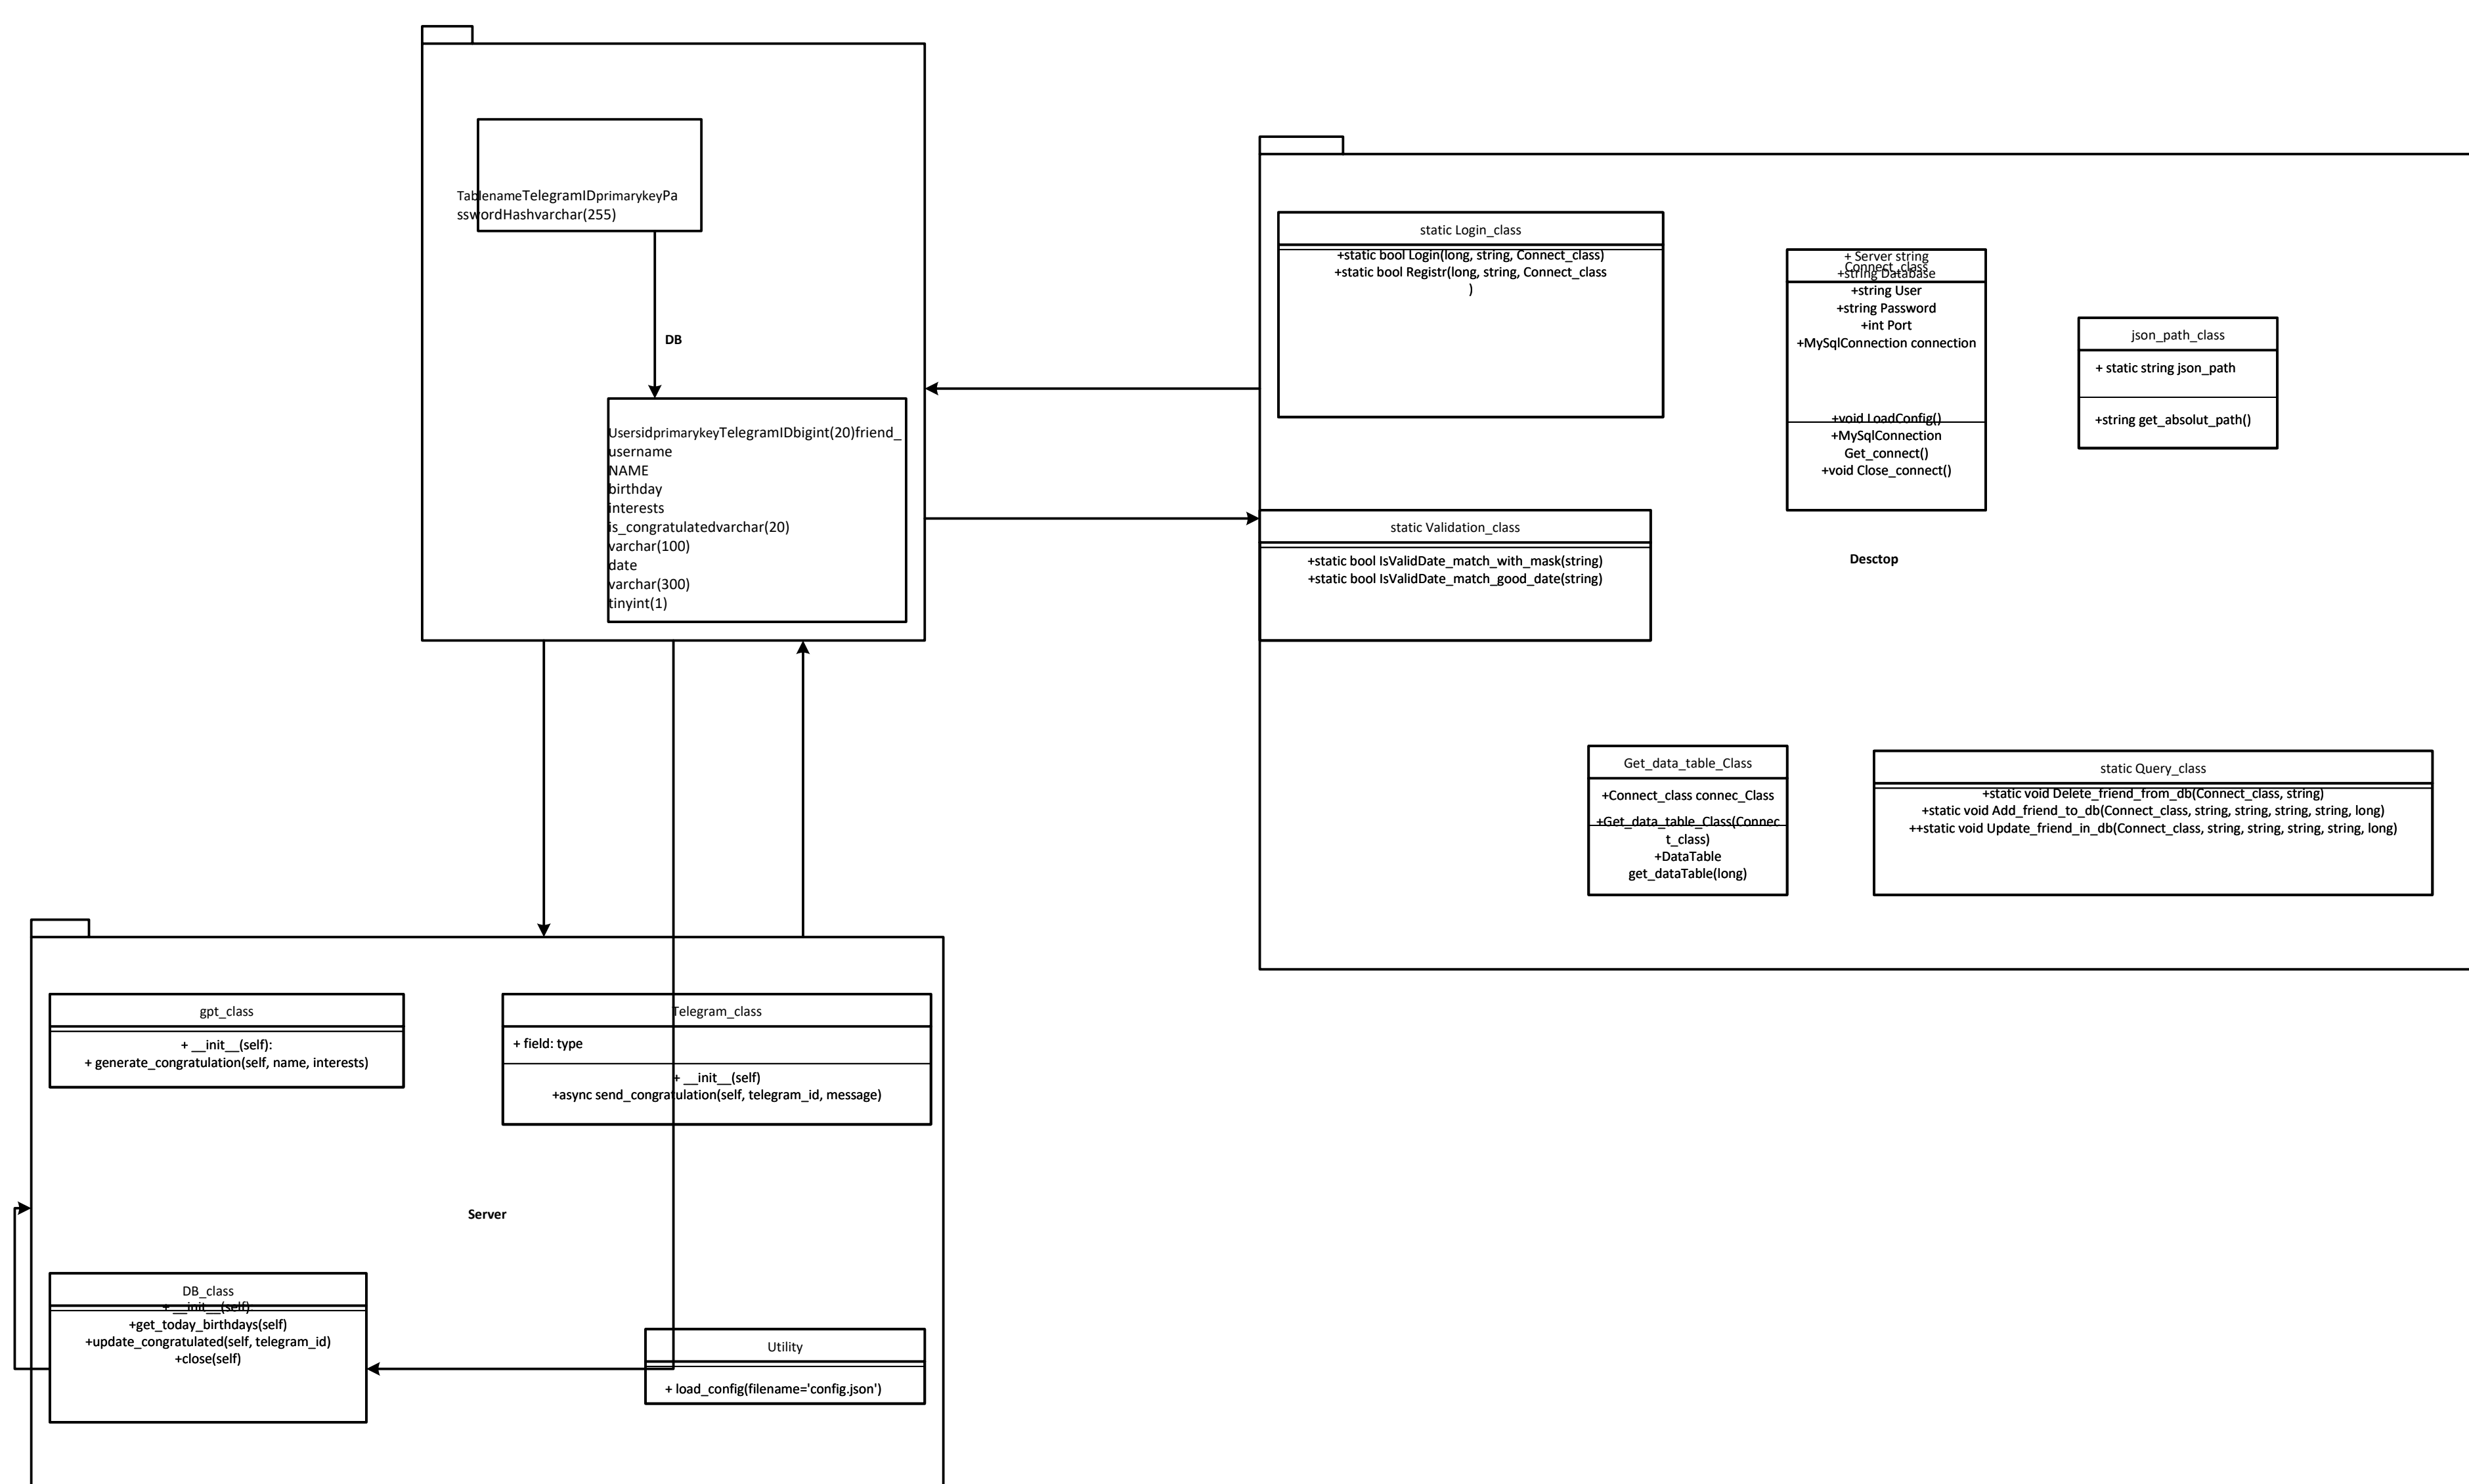 TablenameTelegramIDprimarykeyPa
sswordHashvarchar(255)
DB
UsersidprimarykeyTelegramIDbigint(20)friend_
username
NAME
birthday
interests
is_congratulatedvarchar(20)
varchar(100)
date
varchar(300)
tinyint(1)
static Login_class
+static bool Login(long, string, Connect_class)
+static bool Registr(long, string, Connect_class
)
+ Server string
Connect_class
+string Database
+string User
+string Password
+int Port
+MySqlConnection connection
+void LoadConfig()
+MySqlConnection
Get_connect()
+void Close_connect()
json_path_class
+ static string json_path
+string get_absolut_path()
static Validation_class
+static bool IsValidDate_match_with_mask(string)
+static bool IsValidDate_match_good_date(string)
Desctop
Get_data_table_Class
+Connect_class connec_Class
+Get_data_table_Class(Connec
t_class)
+DataTable
get_dataTable(long)
static Query_class
+static void Delete_friend_from_db(Connect_class, string)
+static void Add_friend_to_db(Connect_class, string, string, string, string, long)
++static void Update_friend_in_db(Connect_class, string, string, string, string, long)
gpt_class
+ __init__(self):
+ generate_congratulation(self, name, interests)
Telegram_class
+ field: type
+ __init__(self)
+async send_congratulation(self, telegram_id, message)
Server
DB_class
+ __init__(self):
+get_today_birthdays(self)
+update_congratulated(self, telegram_id)
+close(self)
Utility
+ load_config(filename='config.json')